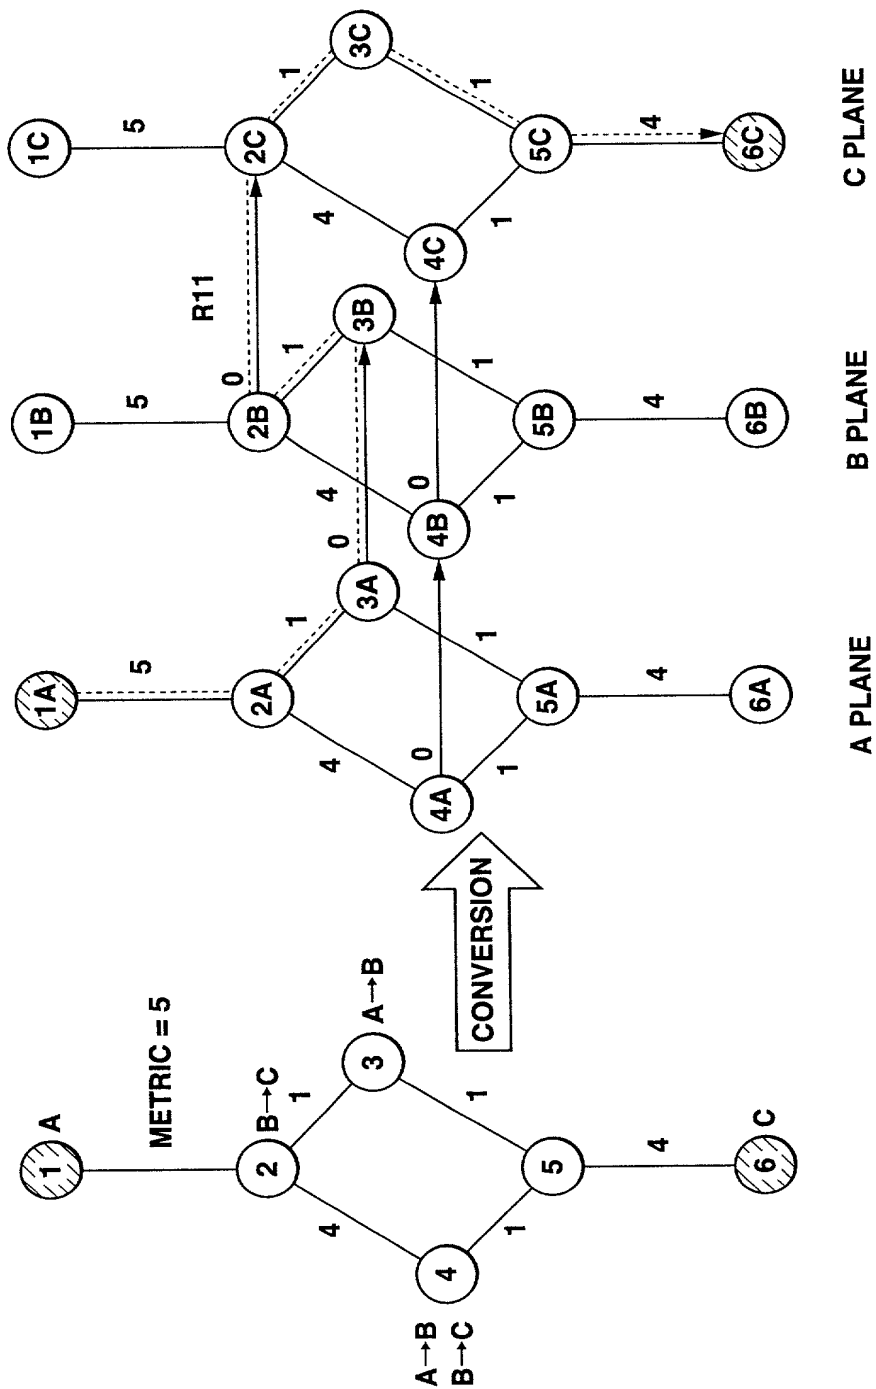 1 A 1A 1B 1C
METRIC = 5 5 5 5
R11
2 B→C 2A 2B 0 2C
4 1 4 1 4 1 4 1
0
3 A→B 3A 3B 3C
A→B 0 0
B→C 4 4A 4B 4C
CONVERSION
1 1 1 1 1 1 1 1
5 5A 5B 5C
4 4 4 4
6 C 6A 6B 6C
A PLANE B PLANE C PLANE